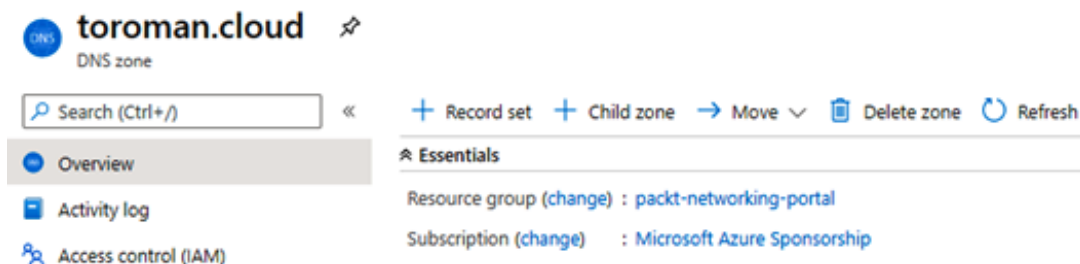 DNS
toroman.cloud
DNS zone
Search (Ctrl+/)
«
Record set
Child zone
Move
Delete zone
Refresh
Overview
Activity log
Access control (IAM)
Essentials
Resource group (change) : packt-networking-portal
Subscription (change) : Microsoft Azure Sponsorship